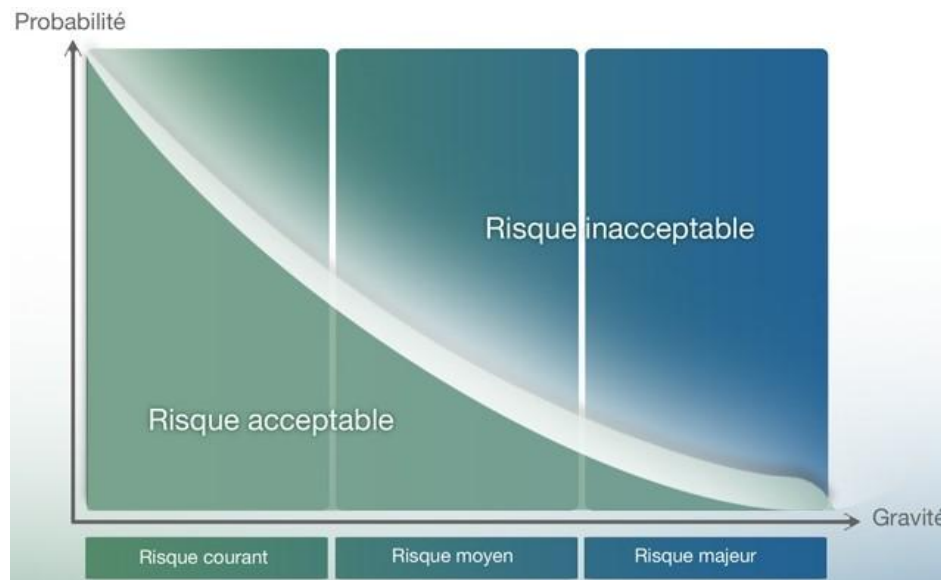 Probabilité
Risque inacceptable
Risque acceptable
Gravité
Risque courant
Risque moyen
Risque majeur